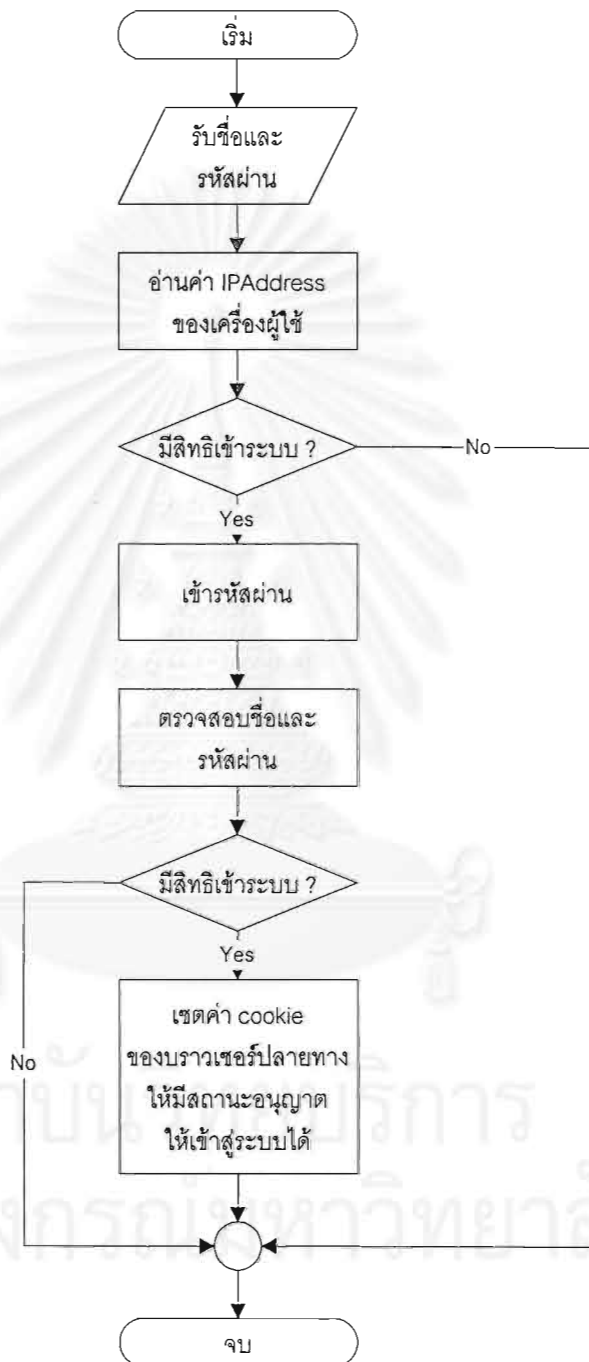 เริ่ม
รับชื่อและ
รหัสผ่าน
อ่านค่า IPAddress
ของเครื่องผู้ใช้
มีสิทธิเข้าระบบ ?
No
Yes
เข้ารหัสผ่าน
ตรวจสอบชื่อและ
รหัสผ่าน
มีสิทธิเข้าระบบ ?
Yes
No
เซตค่า cookie
ของบราวเซอร์ปลายทาง
ให้มีสถานะอนุญาต
ให้เข้าสู่ระบบได้
จบ